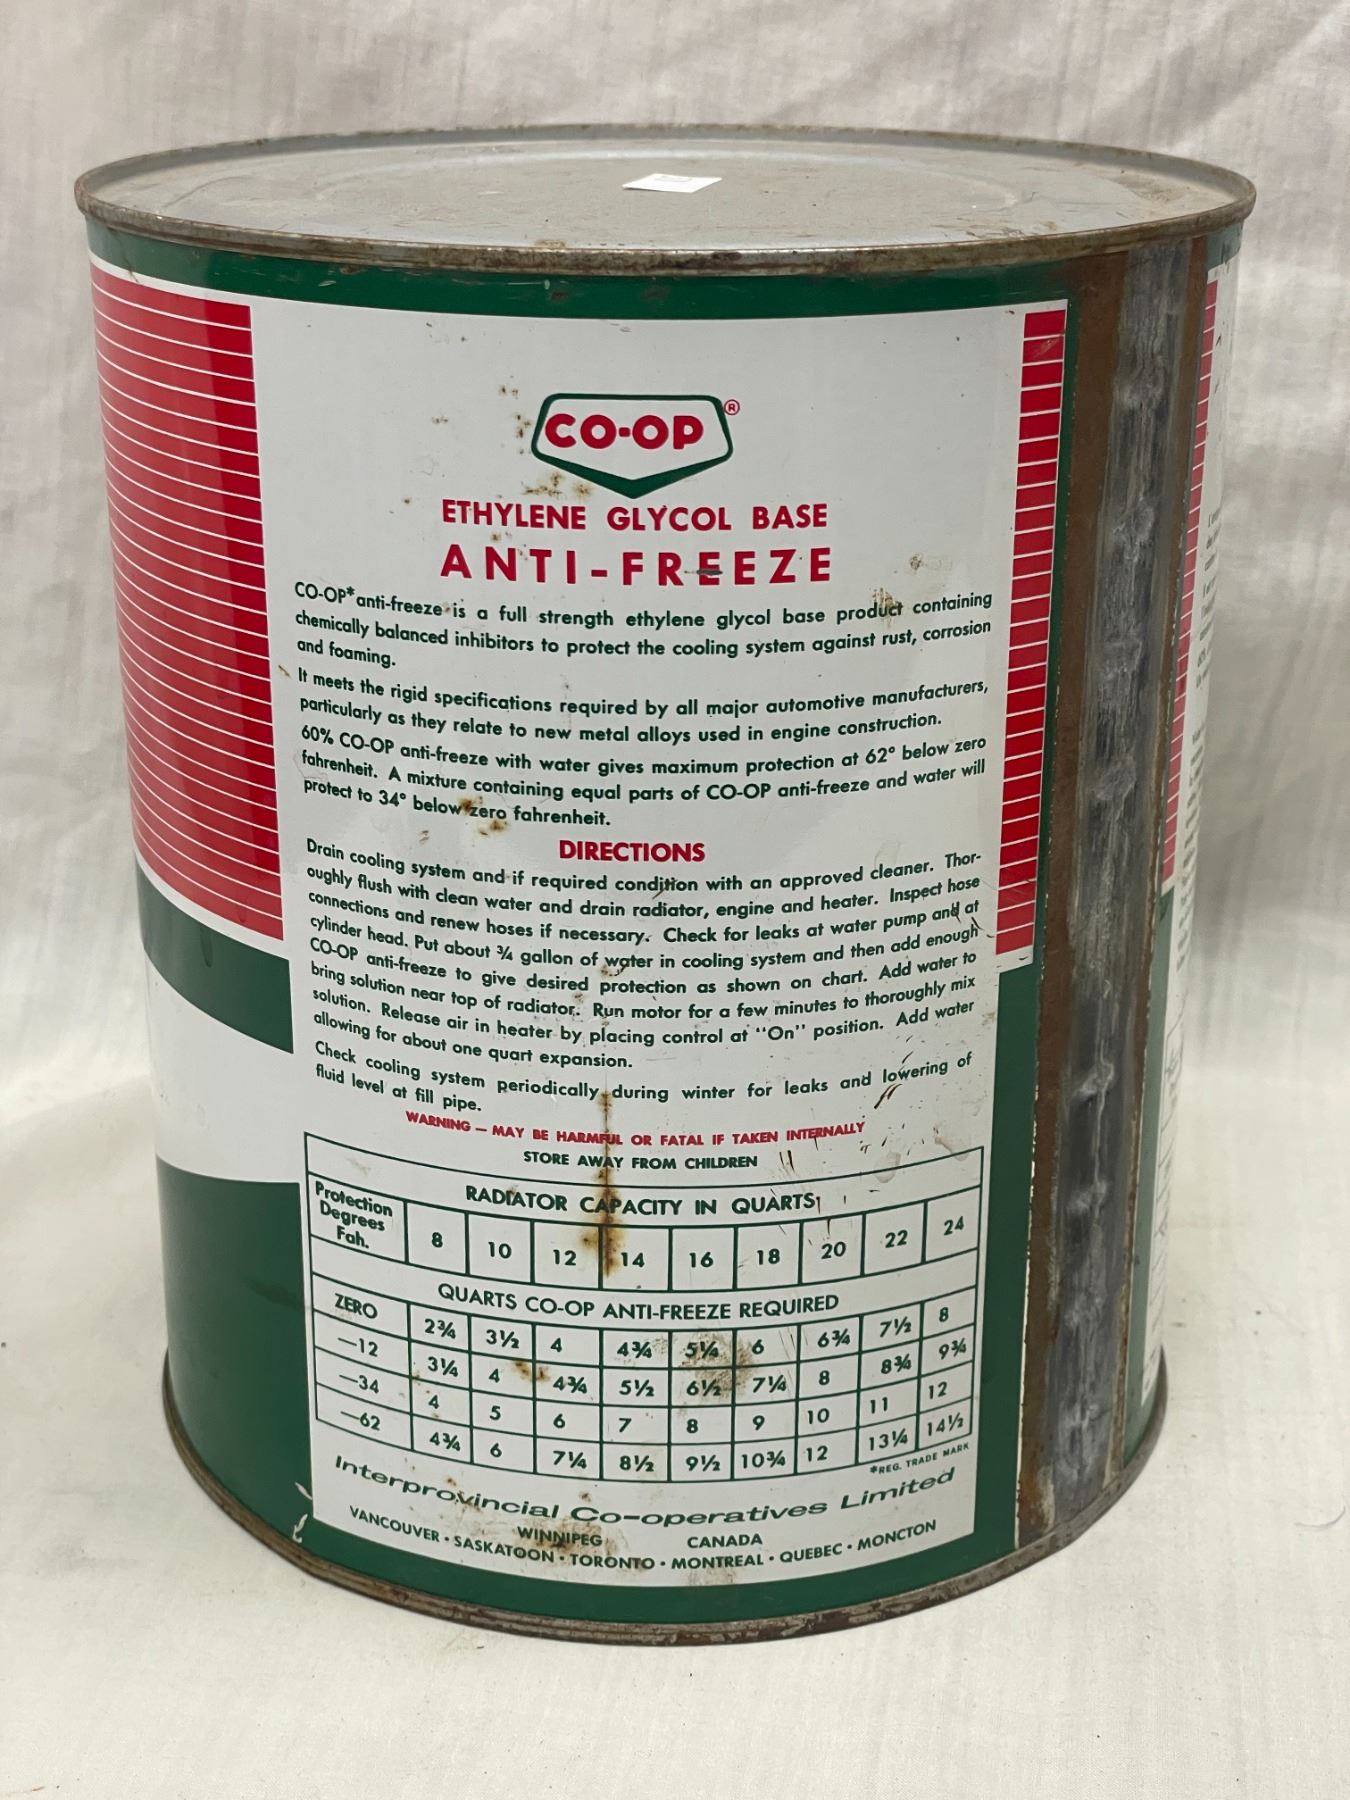 CO-OP®
ETHYLENE GLYCOL BASE
ANTI-FREEZE
CO-OP* anti-freeze is a full strength ethylene glycol base product containing
chemically balanced inhibitors to protect the cooling system against rust, corrosion
and foaming.
It meets the rigid specifications required by all major automotive manufacturers,
particularly as they relate to new metal alloys used in engine construction.
60% CO-OP anti-freeze with water gives maximum protection at 62° below zero
fahrenheit. A mixture containing equal parts of CO-OP anti-freeze and water will
protect to 34° below zero fahrenheit.
DIRECTIONS
Drain cooling system and if required condition with an approved cleaner. Thor-
oughly flush with clean water and drain radiator, engine and heater. Inspect hose
connections and renew hoses if necessary. Check for leaks at water pump and at
cylinder head. Put about ¾ gallon of water in cooling system and then add enough
CO-OP anti-freeze to give desired protection as shown on chart. Add water to
bring solution near top of radiator. Run motor for a few minutes to thoroughly mix
solution. Release air in heater by placing control at "On" position. Add water
allowing for about one quart expansion.
Check cooling system periodically during winter for leaks and lowering of
fluid level at fill pipe.
WARNING — MAY BE HARMFUL OR FATAL IF TAKEN INTERNALLY
STORE AWAY FROM CHILDREN
RADIATOR CAPACITY IN QUARTS
Protection
Degrees
Fah.
8 10 12 14 16 18 20 22 24
QUARTS CO-OP ANTI-FREEZE REQUIRED
ZERO 2¾ 3½ 4 4¾ 5¼ 6 6¾ 7½ 8
—12 3¼ 4 4¾ 5½ 6½ 7¼ 8 8¾ 9¾
—34 4 5 6 7 8 9 10 11 12
—62 4¾ 6 7¼ 8½ 9½ 10¾ 12 13¼ 14½
*REG. TRADE MARK
Interprovincial Co-operatives Limited
WINNIPEG CANADA
VANCOUVER • SASKATOON • TORONTO • MONTREAL • QUEBEC • MONCTON